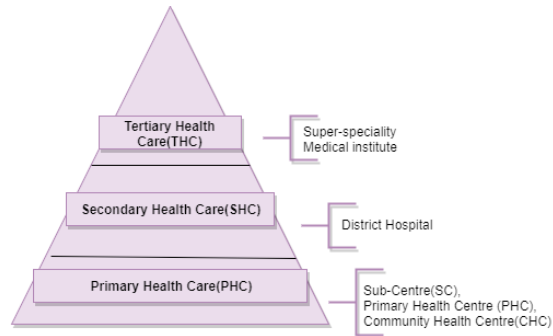 Tertiary Health
Care(THC)
Super-speciality
Medical institute
Secondary Health Care(SHC)
District Hospital
Primary Health Care(PHC)
Sub-Centre(SC),
Primary Health Centre (PHC),
Community Health Centre(CHC)